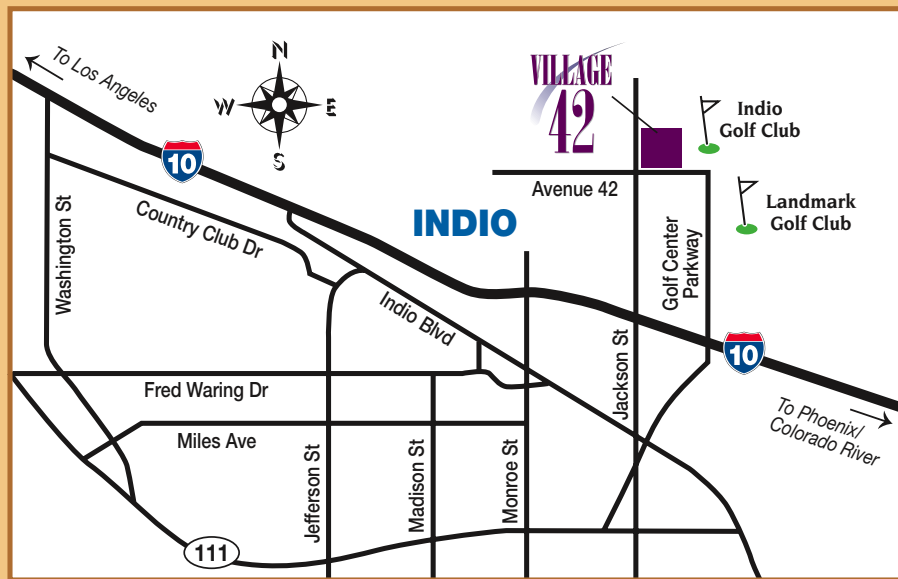 To Los Angeles
N
W
E
S
10
VILLAGE
42
Indio
Golf Club
Avenue 42
Landmark
Golf Club
INDIO
Washington St
Country Club Dr
Indio Blvd
Golf Center
Parkway
10
Jackson St
Fred Waring Dr
To Phoenix/
Colorado River
Miles Ave
Jefferson St
Madison St
Monroe St
111